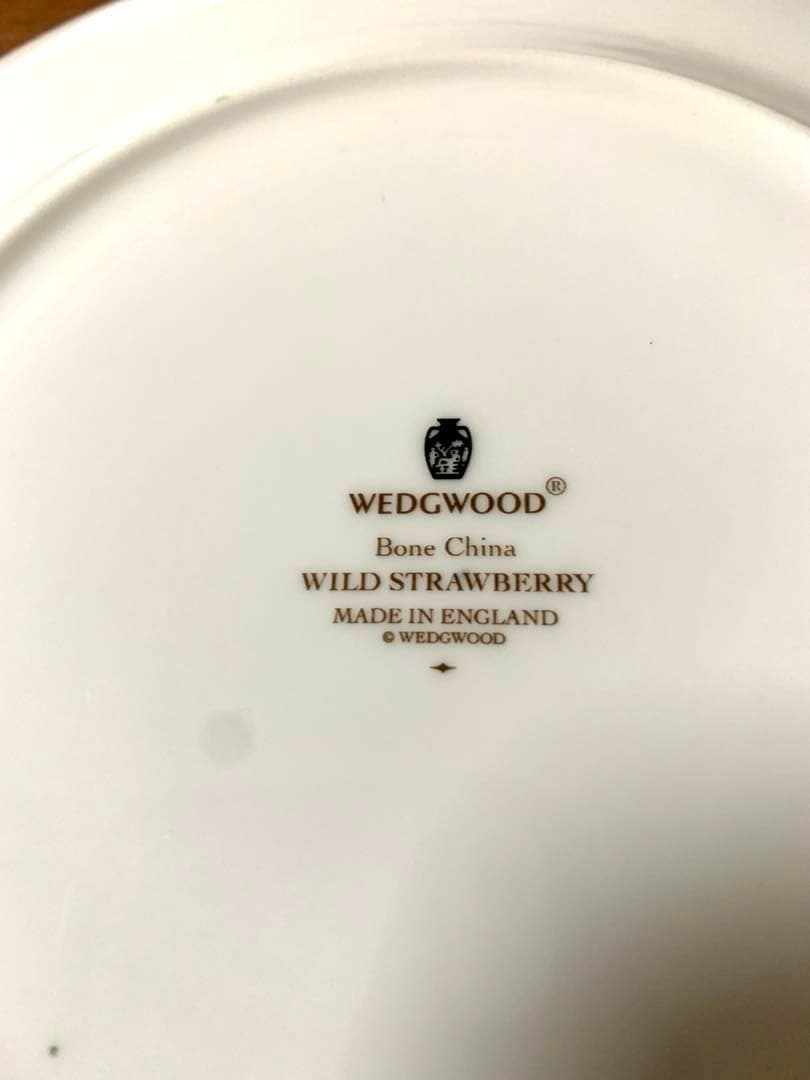 WEDGWOOD®
Bone China
WILD STRAWBERRY
MADE IN ENGLAND
© WEDGWOOD